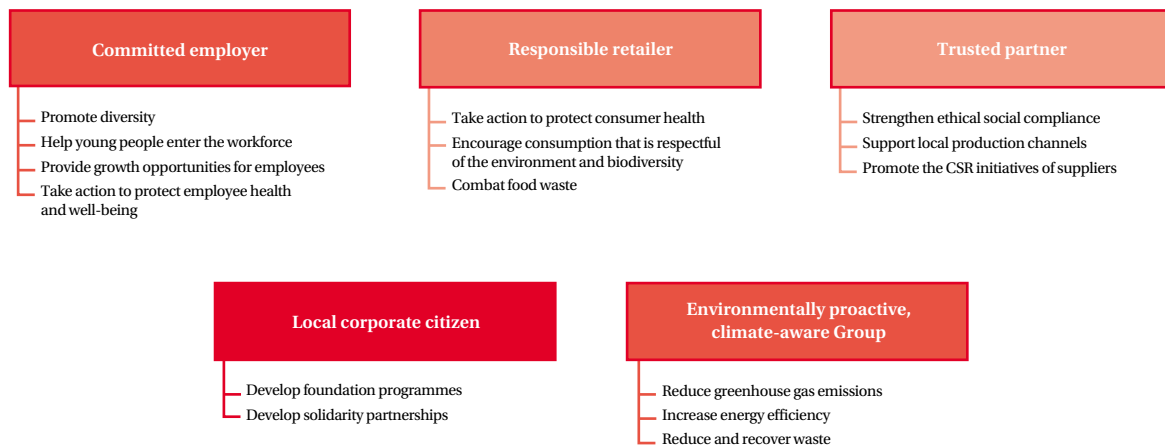 Committed employer
Promote diversity
Help young people enter the workforce
Provide growth opportunities for employees
Take action to protect employee health
and well-being
Responsible retailer
Take action to protect consumer health
Encourage consumption that is respectful
of the environment and biodiversity
Combat food waste
Trusted partner
Strengthen ethical social compliance
Support local production channels
Promote the CSR initiatives of suppliers
Local corporate citizen
Develop foundation programmes
Develop solidarity partnerships
Environmentally proactive,
climate-aware Group
Reduce greenhouse gas emissions
Increase energy efficiency
Reduce and recover waste